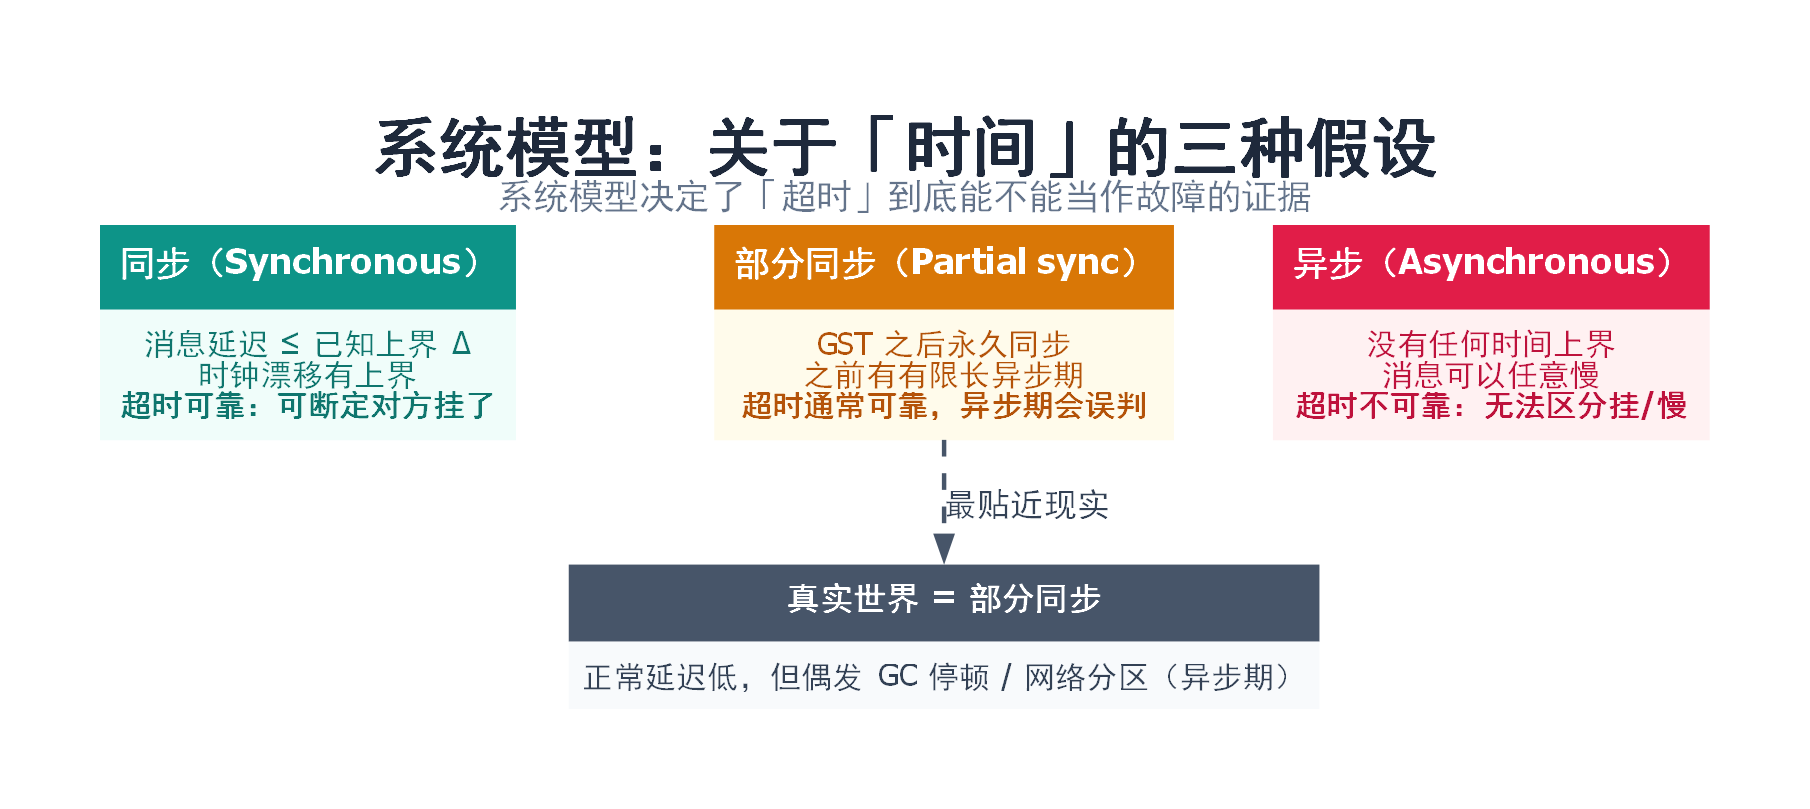 系统模型：关于「时间」的三种假设
系统模型决定了「超时」到底能不能当作故障的证据
同步（Synchronous）
消息延迟 ≤ 已知上界 Δ
时钟漂移有上界
超时可靠：可断定对方挂了
部分同步（Partial sync）
GST 之后永久同步
之前有有限长异步期
超时通常可靠，异步期会误判
异步（Asynchronous）
没有任何时间上界
消息可以任意慢
超时不可靠：无法区分挂/慢
最贴近现实
真实世界 = 部分同步
正常延迟低，但偶发 GC 停顿 / 网络分区（异步期）